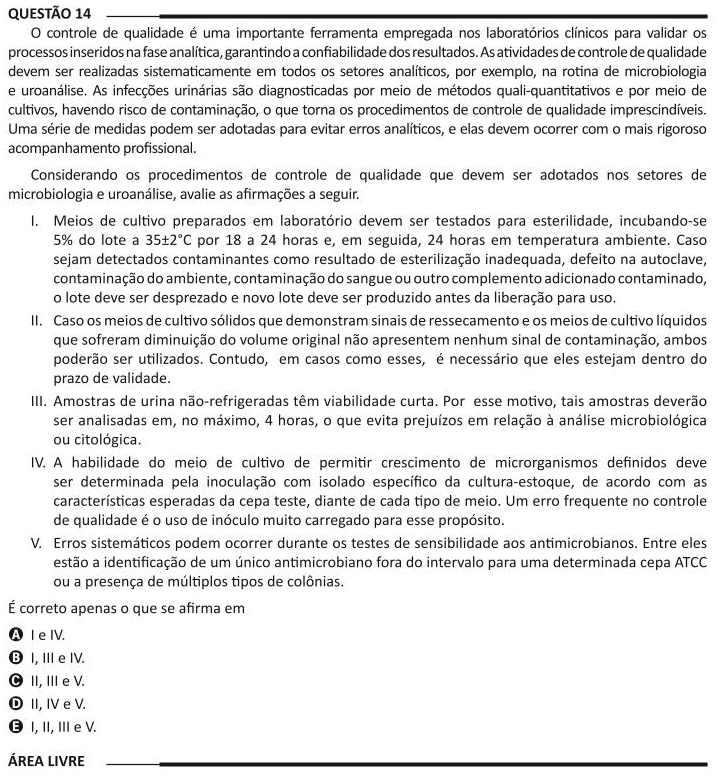 QUESTÃO 14
O controle de qualidade é uma importante ferramenta empregada nos laboratórios clínicos para validar os
processos inseridos na fase analítica, garantindo a confiabilidade dos resultados. As atividades de controle de qualidade
devem ser realizadas sistematicamente em todos os setores analíticos, por exemplo, na rotina de microbiologia
e uroanálise. As infecções urinárias são diagnosticadas por meio de métodos quali-quantitativos e por meio de
cultivos, havendo risco de contaminação, o que torna os procedimentos de controle de qualidade imprescindíveis.
Uma série de medidas podem ser adotadas para evitar erros analíticos, e elas devem ocorrer com o mais rigoroso
acompanhamento profissional.
Considerando os procedimentos de controle de qualidade que devem ser adotados nos setores de
microbiologia e uroanálise, avalie as afirmações a seguir.
I. Meios de cultivo preparados em laboratório devem ser testados para esterilidade, incubando-se
5% do lote a 35±2°C por 18 a 24 horas e, em seguida, 24 horas em temperatura ambiente. Caso
sejam detectados contaminantes como resultado de esterilização inadequada, defeito na autoclave,
contaminação do ambiente, contaminação do sangue ou outro complemento adicionado contaminado,
o lote deve ser desprezado e novo lote deve ser produzido antes da liberação para uso.
II. Caso os meios de cultivo sólidos que demonstram sinais de ressecamento e os meios de cultivo líquidos
que sofreram diminuição do volume original não apresentem nenhum sinal de contaminação, ambos
poderão ser utilizados. Contudo, em casos como esses, é necessário que eles estejam dentro do
prazo de validade.
III. Amostras de urina não-refrigeradas têm viabilidade curta. Por esse motivo, tais amostras deverão
ser analisadas em, no máximo, 4 horas, o que evita prejuízos em relação à análise microbiológica
ou citológica.
IV. A habilidade do meio de cultivo de permitir crescimento de microrganismos definidos deve
ser determinada pela inoculação com isolado específico da cultura-estoque, de acordo com as
características esperadas da cepa teste, diante de cada tipo de meio. Um erro frequente no controle
de qualidade é o uso de inóculo muito carregado para esse propósito.
V. Erros sistemáticos podem ocorrer durante os testes de sensibilidade aos antimicrobianos. Entre eles
estão a identificação de um único antimicrobiano fora do intervalo para uma determinada cepa ATCC
ou a presença de múltiplos tipos de colônias.
É correto apenas o que se afirma em
A I e IV.
B I, III e IV.
C II, III e V.
D II, IV e V.
E I, II, III e V.
ÁREA LIVRE